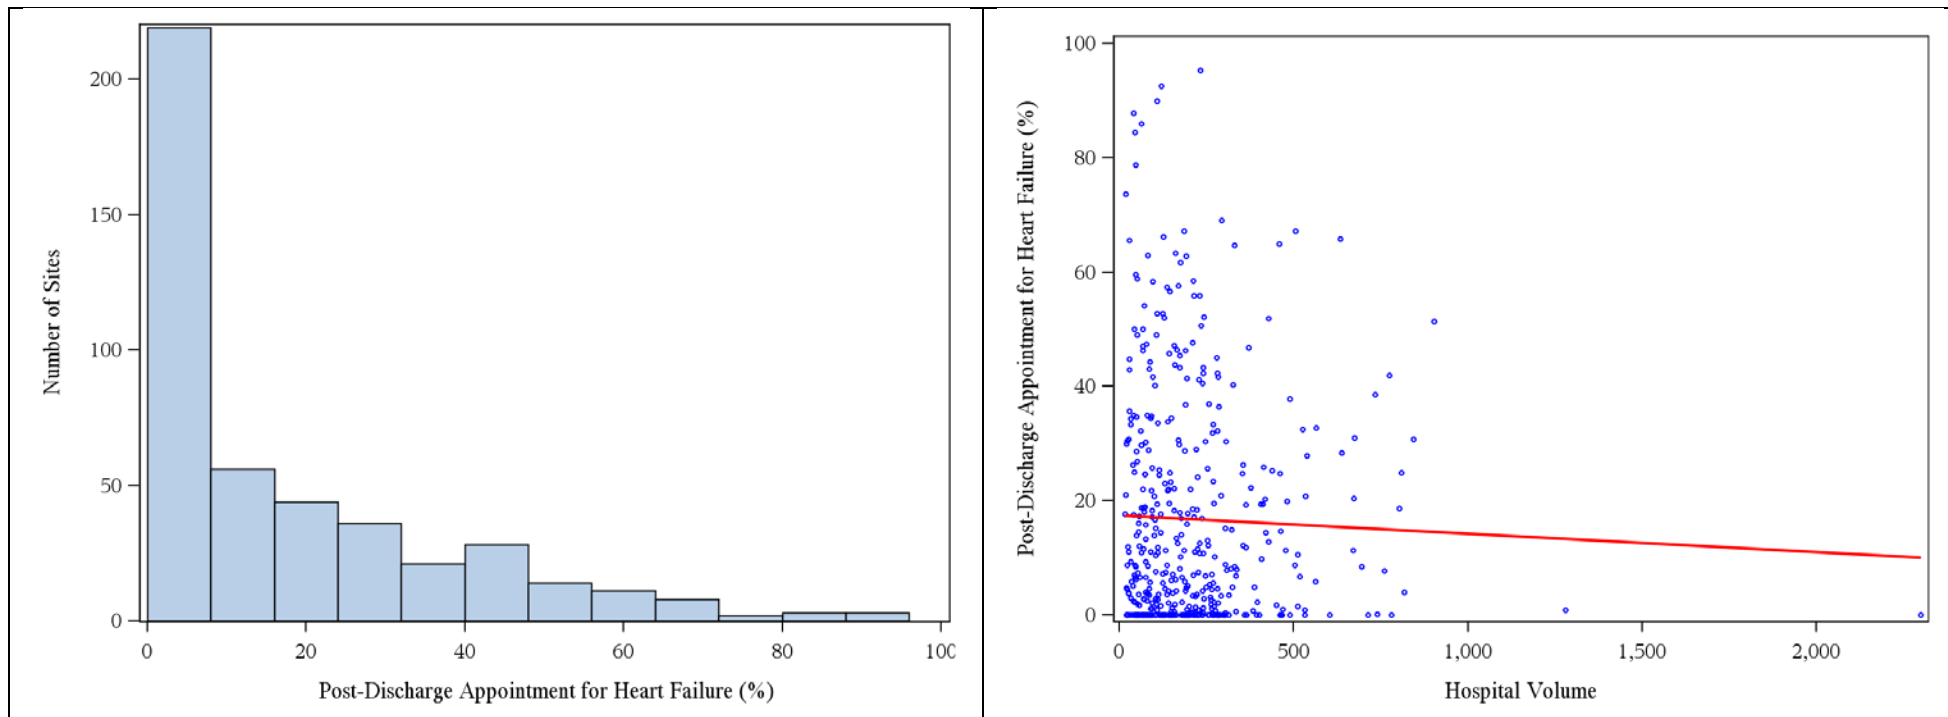 Number of Sites
200
150
100
50
0
0 20 40 60 80 100
Post-Discharge Appointment for Heart Failure (%)
Post-Discharge Appointment for Heart Failure (%)
100
80
60
40
20
0
0 500 1,000 1,500 2,000
Hospital Volume